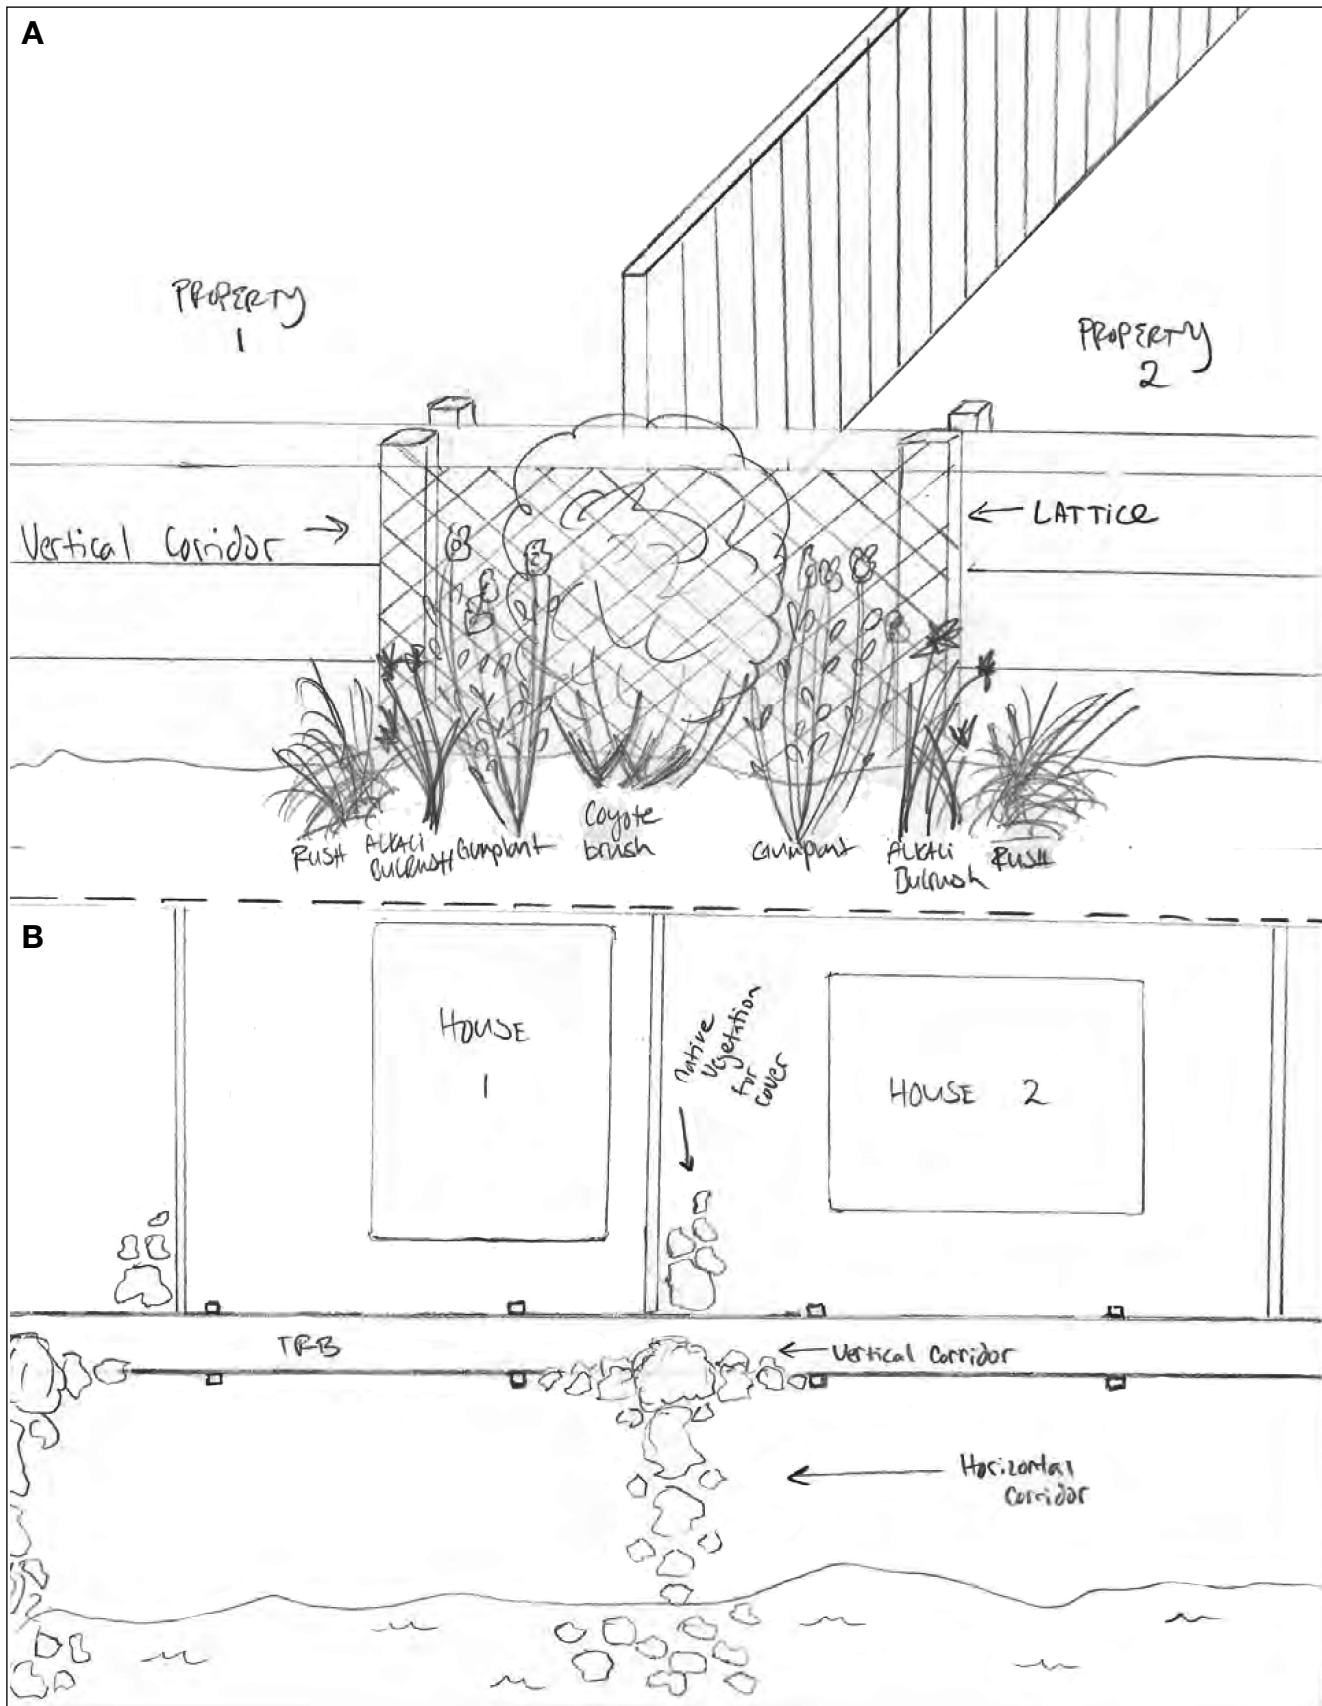 A
PROPERTY
1
PROPERTY
2
Vertical Corridor
LATTICE
RUSH
ALKALI
BULRUSH
Gumplant
Coyote
brush
Gumplant
ALKALI
Bulrush
RUSH
B
HOUSE
1
Native
Vegetation
for
cover
HOUSE 2
TRB
Vertical Corridor
Horizontal
Corridor